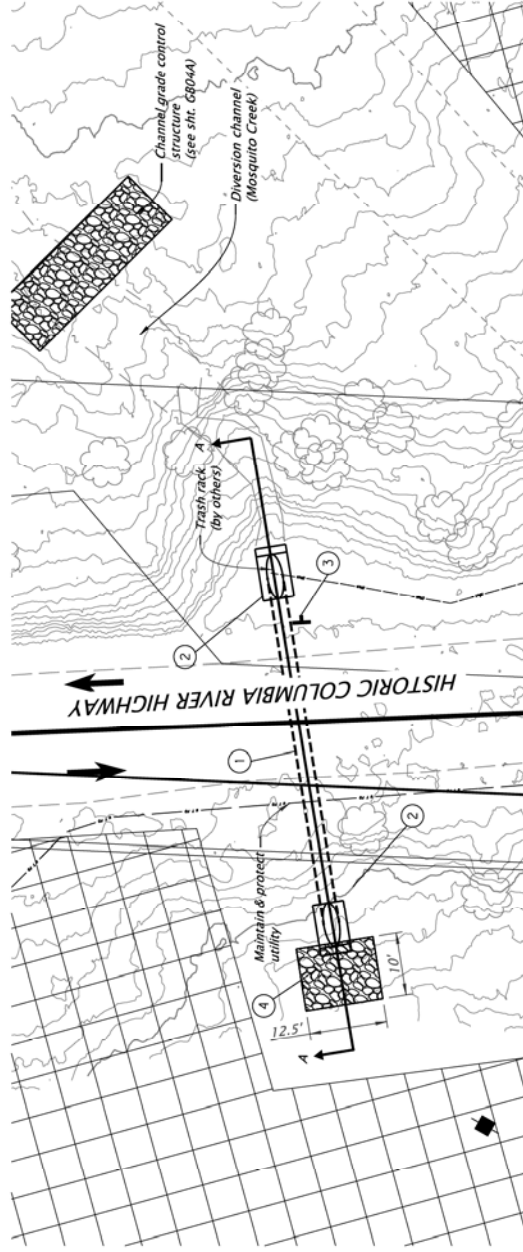 Channel grade control
structure
(see sht. GB04A)
Diversion channel
(Mosquito Creek)
A
Trash rack
(by others)
2
3
HISTORIC COLUMBIA RIVER HIGHWAY
1
Maintain & protect
utility
2
4
10'
12.5'
A